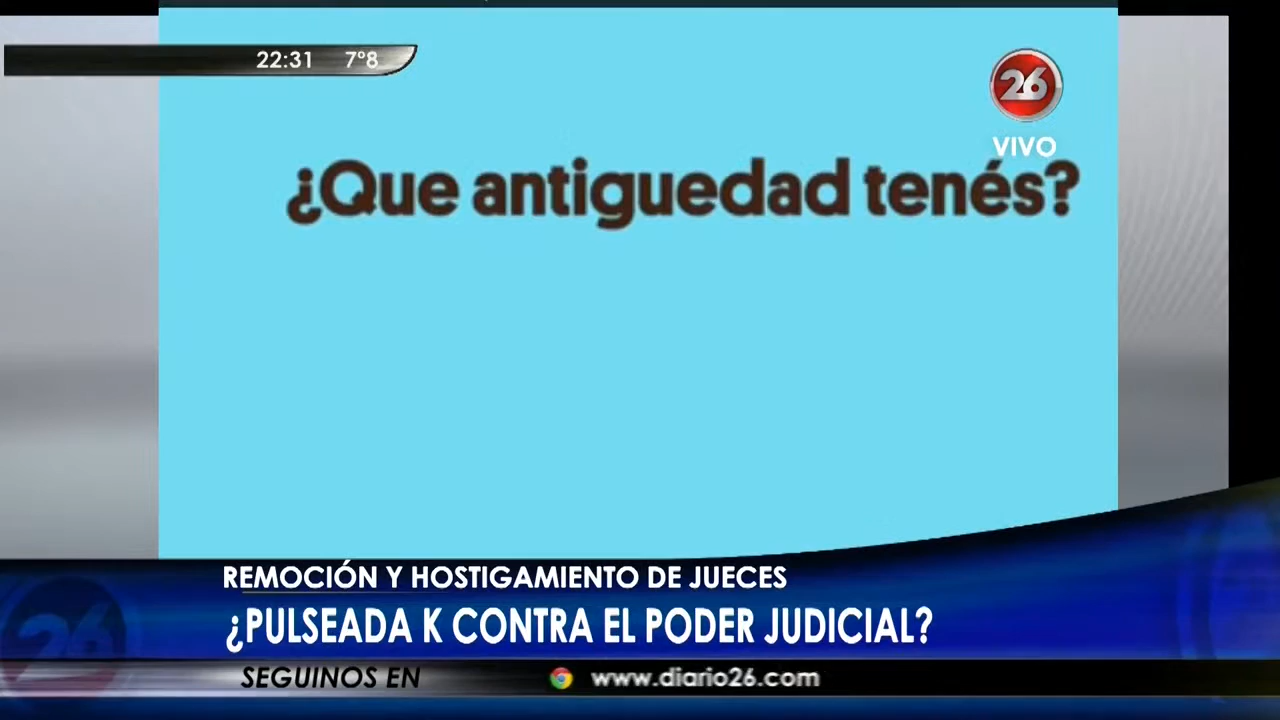 22:31 7°8
26
VIVO
¿Que antiguedad tenés?
REMOCIÓN Y HOSTIGAMIENTO DE JUECES
¿PULSEADA K CONTRA EL PODER JUDICIAL?
26
SEGUINOS EN www.diario26.com